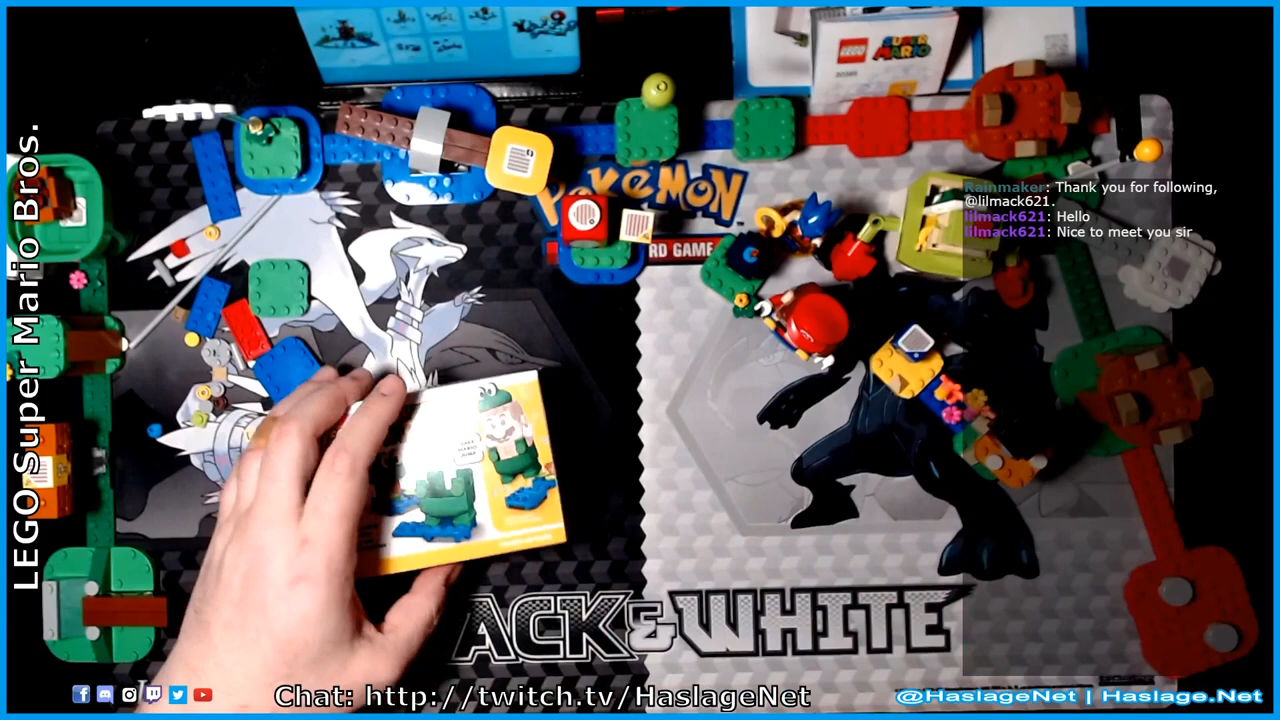 LEGO Super Mario Bros.
LEGO SUPER MARIO
POKÉMON
RD GAME
Rainmaker: Thank you for following, @lilmack621.
lilmack621: Hello
lilmack621: Nice to meet you sir
ACK & WHITE
Chat: http://twitch.tv/HaslageNet
@HaslageNet | Haslage.Net